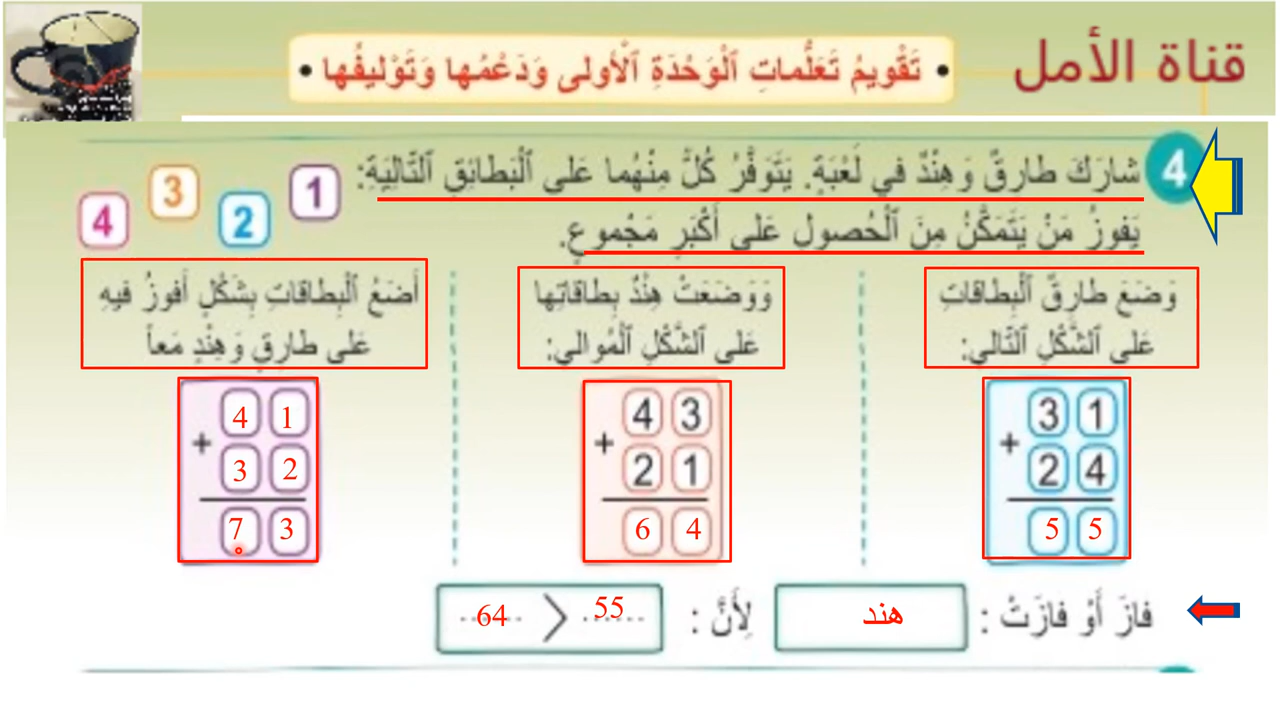 قناة الأمل
• تَقْويمُ تَعَلُّماتِ ٱلْوَحْدَةِ ٱلْأولى وَدَعْمُها وَتَوْليفُها •
4 شارَكَ طارِقٌ وَهِنْدٌ في لُعْبَةٍ. يَتَوَفَّرُ كُلٌّ مِنْهُما عَلى ٱلْبَطائِقِ ٱلتّالِيَةِ: 1 2 3 4
يَفوزُ مَنْ يَتَمَكَّنُ مِنَ ٱلْحُصولِ عَلى أَكْبَرِ مَجْموعٍ.
وَضَعَ طارِقٌ ٱلْبِطاقاتِ
عَلى ٱلشَّكْلِ ٱلتّالي:
31
+
24
55
وَوَضَعَتْ هِنْدٌ بِطاقاتِها
عَلى ٱلشَّكْلِ ٱلْمُوالي:
43
+
21
64
أَضَعُ ٱلْبِطاقاتِ بِشَكْلٍ أَفوزُ فيهِ
عَلى طارِقٍ وَهِنْدٍ مَعاً
41
+
32
73
فازَ أَوْ فازَتْ : هند لِأَنَّ : 64 > 55